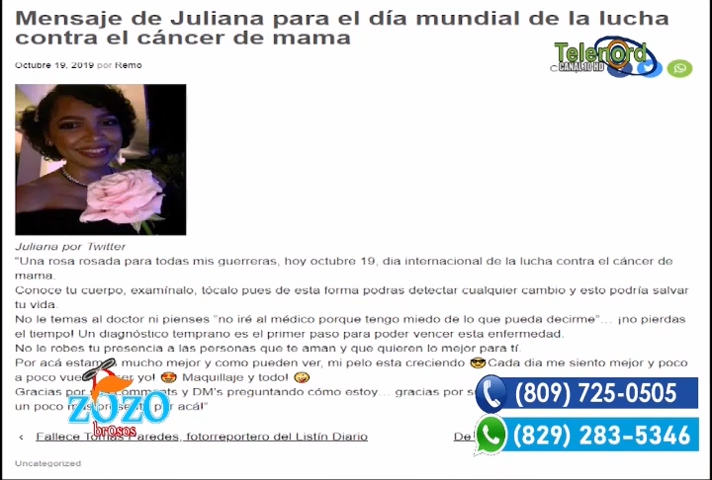 Mensaje de Juliana para el día mundial de la lucha
contra el cáncer de mama
Octubre 19, 2019 por Remo
Telenord
CANAL 10 HD
Juliana por Twitter
"Una rosa rosada para todas mis guerreras, hoy octubre 19, dia internacional de la lucha contra el cáncer de
mama.
Conoce tu cuerpo, examínalo, tócalo pues de esta forma podras detectar cualquier cambio y esto podría salvar
tu vida.
No le temas al doctor ni pienses "no iré al médico porque tengo miedo de lo que pueda decirme"... ¡no pierdas
el tiempo! Un diagnóstico temprano es el primer paso para poder vencer esta enfermedad.
No le robes tu presencia a las personas que te aman y que quieren lo mejor para tí.
Por acá estamos mucho mejor y como pueden ver, mi pelo esta creciendo 😎 Cada dia me siento mejor y poco
a poco yo! Maquillaje y todo!
Gracias por comments y DM's preguntando cómo estoy... gracias por
un poco por acá!"
‹ Fallece Tomás Paredes, fotorreportero del Listín Diario
De
Uncategorized
ZOZO
brosos
(809) 725-0505
(829) 283-5346